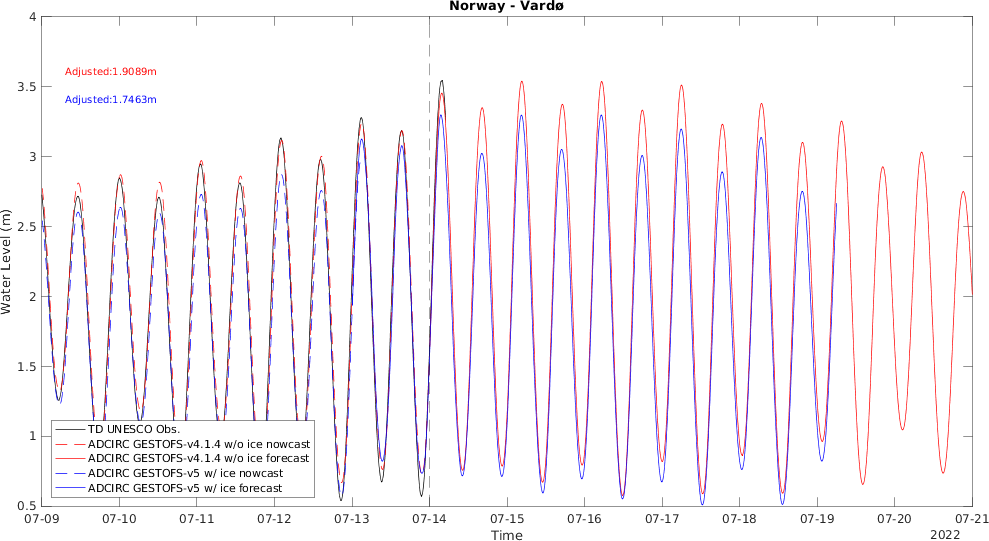 Norway - Vardø
4
3.5
3
2.5
2
1.5
1
0.5
Water Level (m)
Adjusted:1.9089m
Adjusted:1.7463m
TD UNESCO Obs.
ADCIRC GESTOFS-v4.1.4 w/o ice nowcast
ADCIRC GESTOFS-v4.1.4 w/o ice forecast
ADCIRC GESTOFS-v5 w/ ice nowcast
ADCIRC GESTOFS-v5 w/ ice forecast
07-09 07-10 07-11 07-12 07-13 07-14 07-15 07-16 07-17 07-18 07-19 07-20 07-21
Time
2022